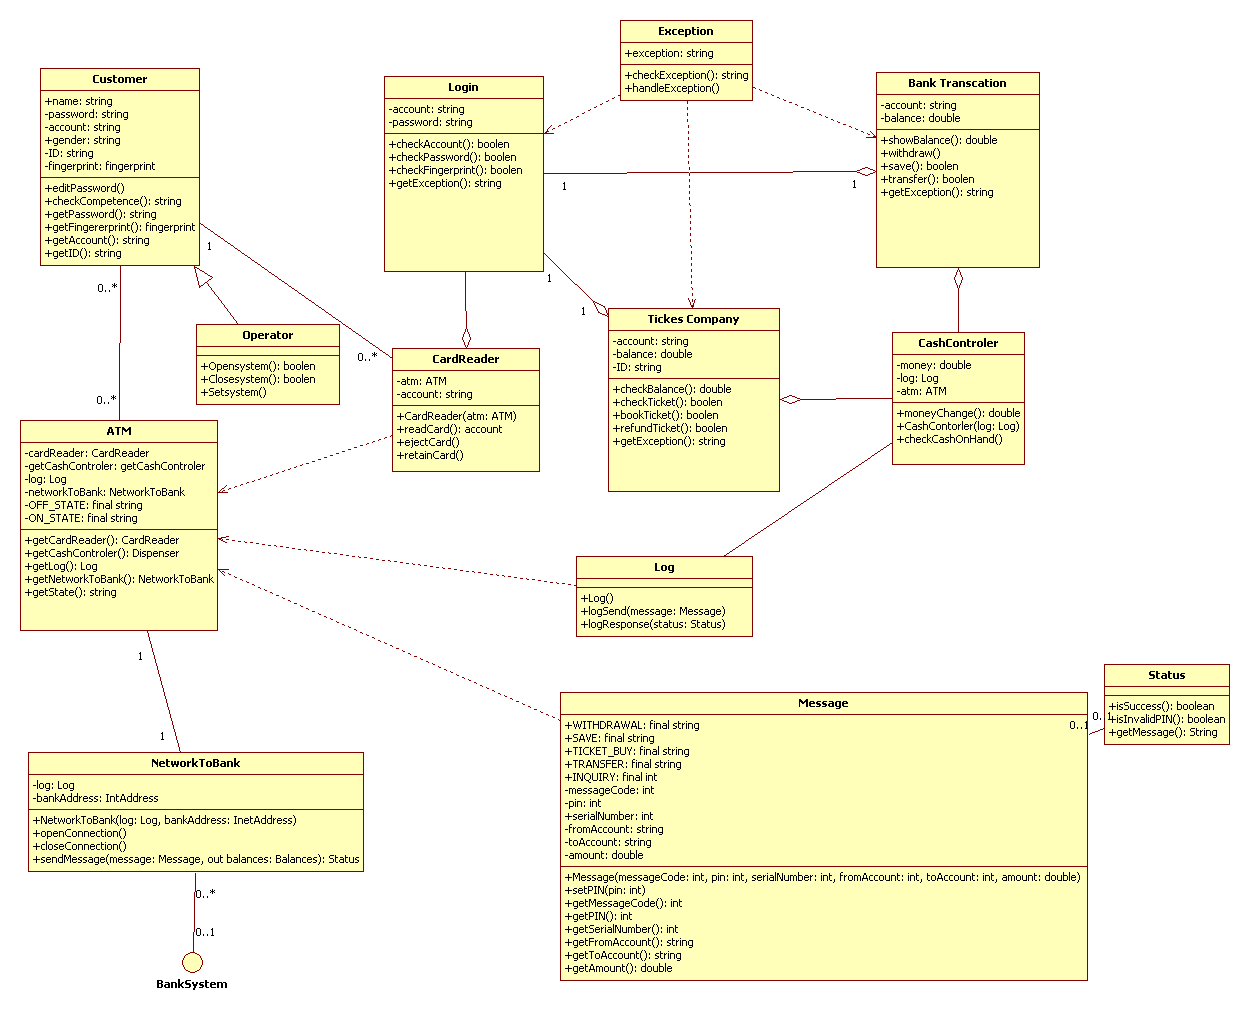 Exception
+exception: string
+checkException(): string
+handleException()
Customer
+name: string
-password: string
-account: string
+gender: string
-ID: string
-fingerprint: fingerprint
+editPassword()
+checkCompetence(): string
+getPassword(): string
+getFingererprint(): fingerprint
+getAccount(): string
+getID(): string
Login
-account: string
-password: string
+checkAccount(): boolen
+checkPassword(): boolen
+checkFingerprint(): boolen
+getException(): string
Bank Transcation
-account: string
-balance: double
+showBalance(): double
+withdraw()
+save(): boolen
+transfer(): boolen
+getException(): string
1
1
1
0..*
1
1
0..*
0..*
Operator
+Opensystem(): boolen
+Closesystem(): boolen
+Setsystem()
CardReader
-atm: ATM
-account: string
+CardReader(atm: ATM)
+readCard(): account
+ejectCard()
+retainCard()
Tickes Company
-account: string
-balance: double
-ID: string
+checkBalance(): double
+checkTicket(): boolen
+bookTicket(): boolen
+refundTicket(): boolen
+getException(): string
CashControler
-money: double
-log: Log
-atm: ATM
+moneyChange(): double
+CashContorler(log: Log)
+checkCashOnHand()
ATM
-cardReader: CardReader
-getCashControler: getCashControler
-log: Log
-networkToBank: NetworkToBank
-OFF_STATE: final string
-ON_STATE: final string
+getCardReader(): CardReader
+getCashControler(): Dispenser
+getLog(): Log
+getNetworkToBank(): NetworkToBank
+getState(): string
Log
+Log()
+logSend(message: Message)
+logResponse(status: Status)
1
1
Status
+isSuccess(): boolean
+isInvalidPIN(): boolean
+getMessage(): String
0..1
0..1
Message
+WITHDRAWAL: final string
+SAVE: final string
+TICKET_BUY: final string
+TRANSFER: final string
+INQUIRY: final int
-messageCode: int
-pin: int
+serialNumber: int
-fromAccount: string
-toAccount: string
-amount: double
+Message(messageCode: int, pin: int, serialNumber: int, fromAccount: int, toAccount: int, amount: double)
+setPIN(pin: int)
+getMessageCode(): int
+getPIN(): int
+getSerialNumber(): int
+getFromAccount(): string
+getToAccount(): string
+getAmount(): double
NetworkToBank
-log: Log
-bankAddress: IntAddress
+NetworkToBank(log: Log, bankAddress: InetAddress)
+openConnection()
+closeConnection()
+sendMessage(message: Message, out balances: Balances): Status
0..*
0..1
BankSystem